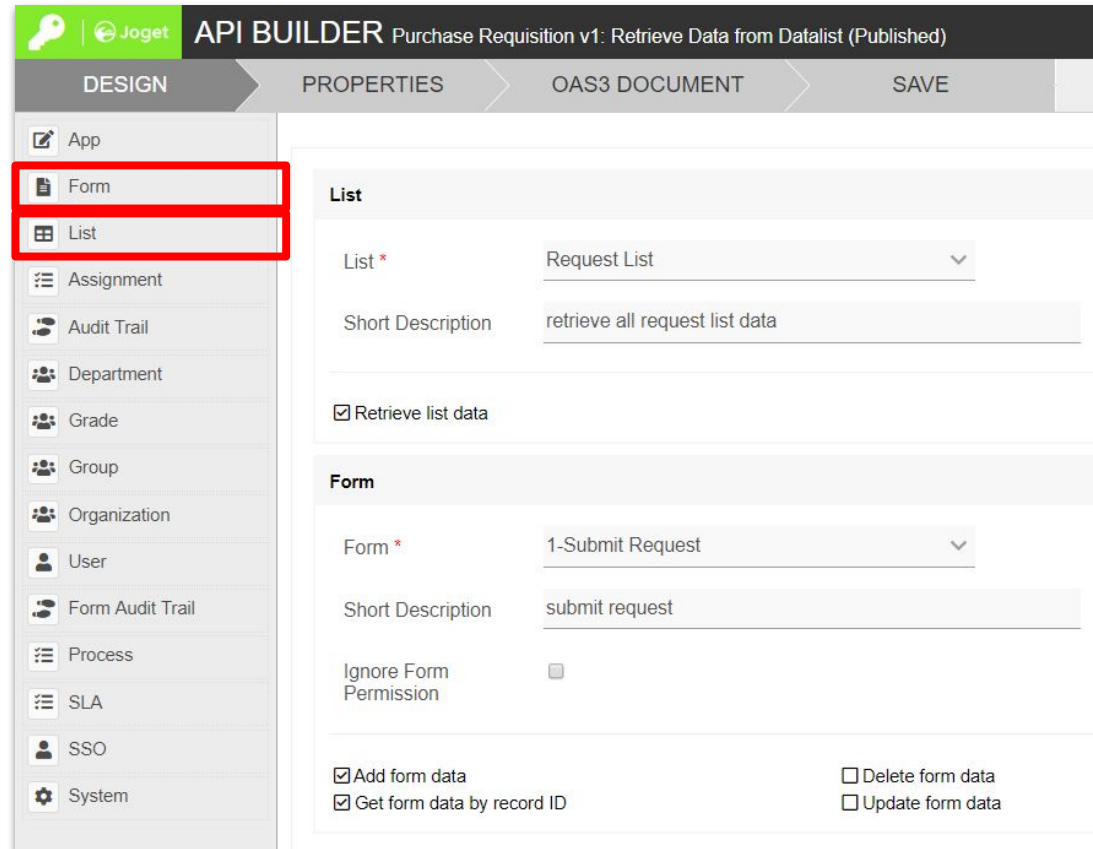 Joget API BUILDER Purchase Requisition v1: Retrieve Data from Datalist (Published)
DESIGN PROPERTIES OAS3 DOCUMENT SAVE
App
Form
List
Assignment
Audit Trail
Department
Grade
Group
Organization
User
Form Audit Trail
Process
SLA
SSO
System
List
List * Request List
Short Description retrieve all request list data
Retrieve list data
Form
Form * 1-Submit Request
Short Description submit request
Ignore Form
Permission
Add form data Delete form data
Get form data by record ID Update form data